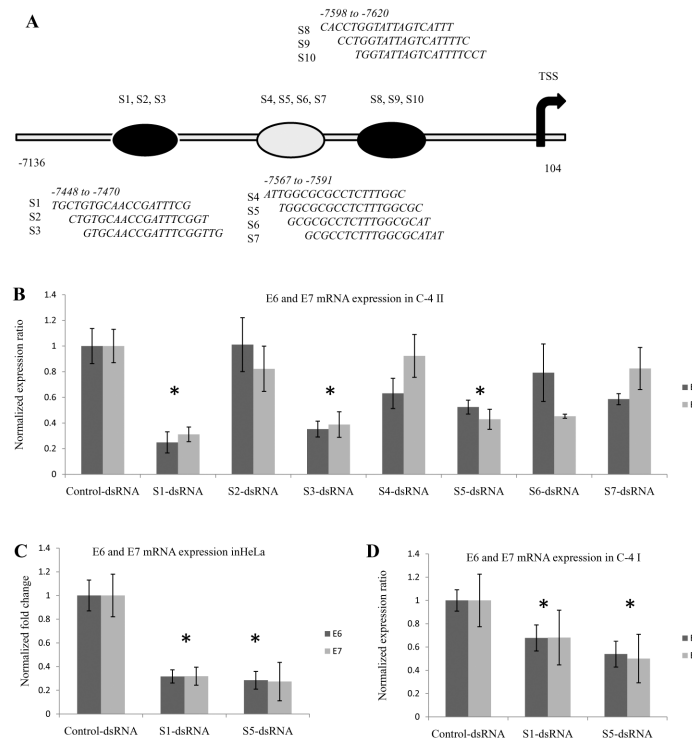 A
-7598 to -7620
S8 CACCTGGTATTAGTCATTT
S9 CCTGGTATTAGTCATTTTC
S10 TGGTATTAGTCATTTTCCT
TSS
S1, S2, S3
S4, S5, S6, S7
S8, S9, S10
-7136
104
-7448 to -7470
S1 TGCTGTGCAACCGATTTCG
S2 CTGTGCAACCGATTTCGGT
S3 GTGCAACCGATTTCGGTTG
-7567 to -7591
S4 ATTGGCGCGCCTCTTTGGC
S5 TGGCGCGCCTCTTTGGCGC
S6 GCGCGCCTCTTTGGCGCAT
S7 GCGCCTCTTTGGCGCATAT
B
E6 and E7 mRNA expression in C-4 II
Normalized expression ratio
1.4
1.2
1
0.8
0.6
0.4
0.2
0
* * *
Control-dsRNA S1-dsRNA S2-dsRNA S3-dsRNA S4-dsRNA S5-dsRNA S6-dsRNA S7-dsRNA
C
E6 and E7 mRNA expression inHeLa
Normalized fold change
1.4
1.2
1
0.8
0.6
0.4
0.2
0
* *
E6
E7
Control-dsRNA S1-dsRNA S5-dsRNA
D
E6 and E7 mRNA expression in C-4 I
Normalized expression ratio
1.4
1.2
1
0.8
0.6
0.4
0.2
0
* *
Control-dsRNA S1-dsRNA S5-dsRNA